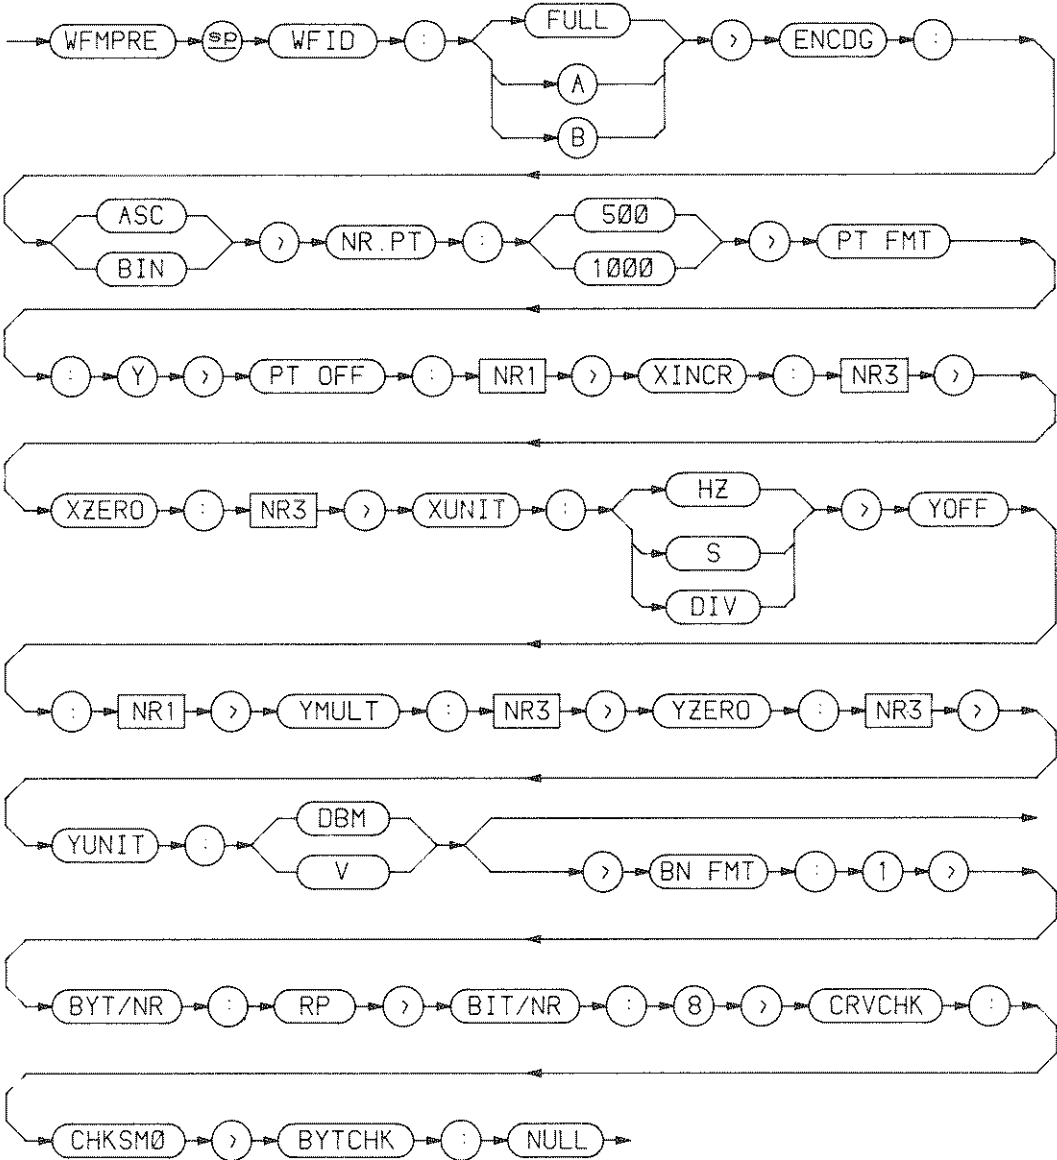 WFMPRE SP WFID : FULL , ENCDG :
A
B
ASC , NR.PT : 500 , PT FMT
BIN 1000
: Y , PT OFF : NR1 , XINCR : NR3 ,
XZERO : NR3 , XUNIT : HZ , YOFF
S
DIV
: NR1 , YMULT : NR3 , YZERO : NR3 ,
YUNIT : DBM
V , BN FMT : 1 ,
BYT/NR : RP , BIT/NR : 8 , CRVCHK :
CHKSM0 , BYTCHK : NULL